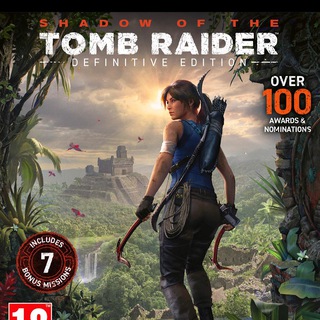 SHADOW OF THE
TOMB RAIDER
DEFINITIVE EDITION
OVER
100
AWARDS &
NOMINATIONS
INCLUDES
7
BONUS MISSIONS
18